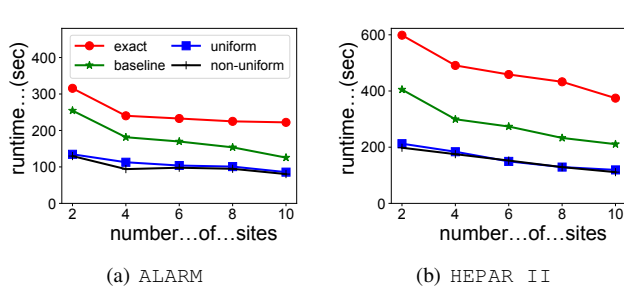 400
300
200
100
0
runtime...(sec)
exact
uniform
baseline
non-uniform
2 4 6 8 10
number...of...sites
(a) ALARM
600
400
200
0
runtime...(sec)
2 4 6 8 10
number...of...sites
(b) HEPAR II